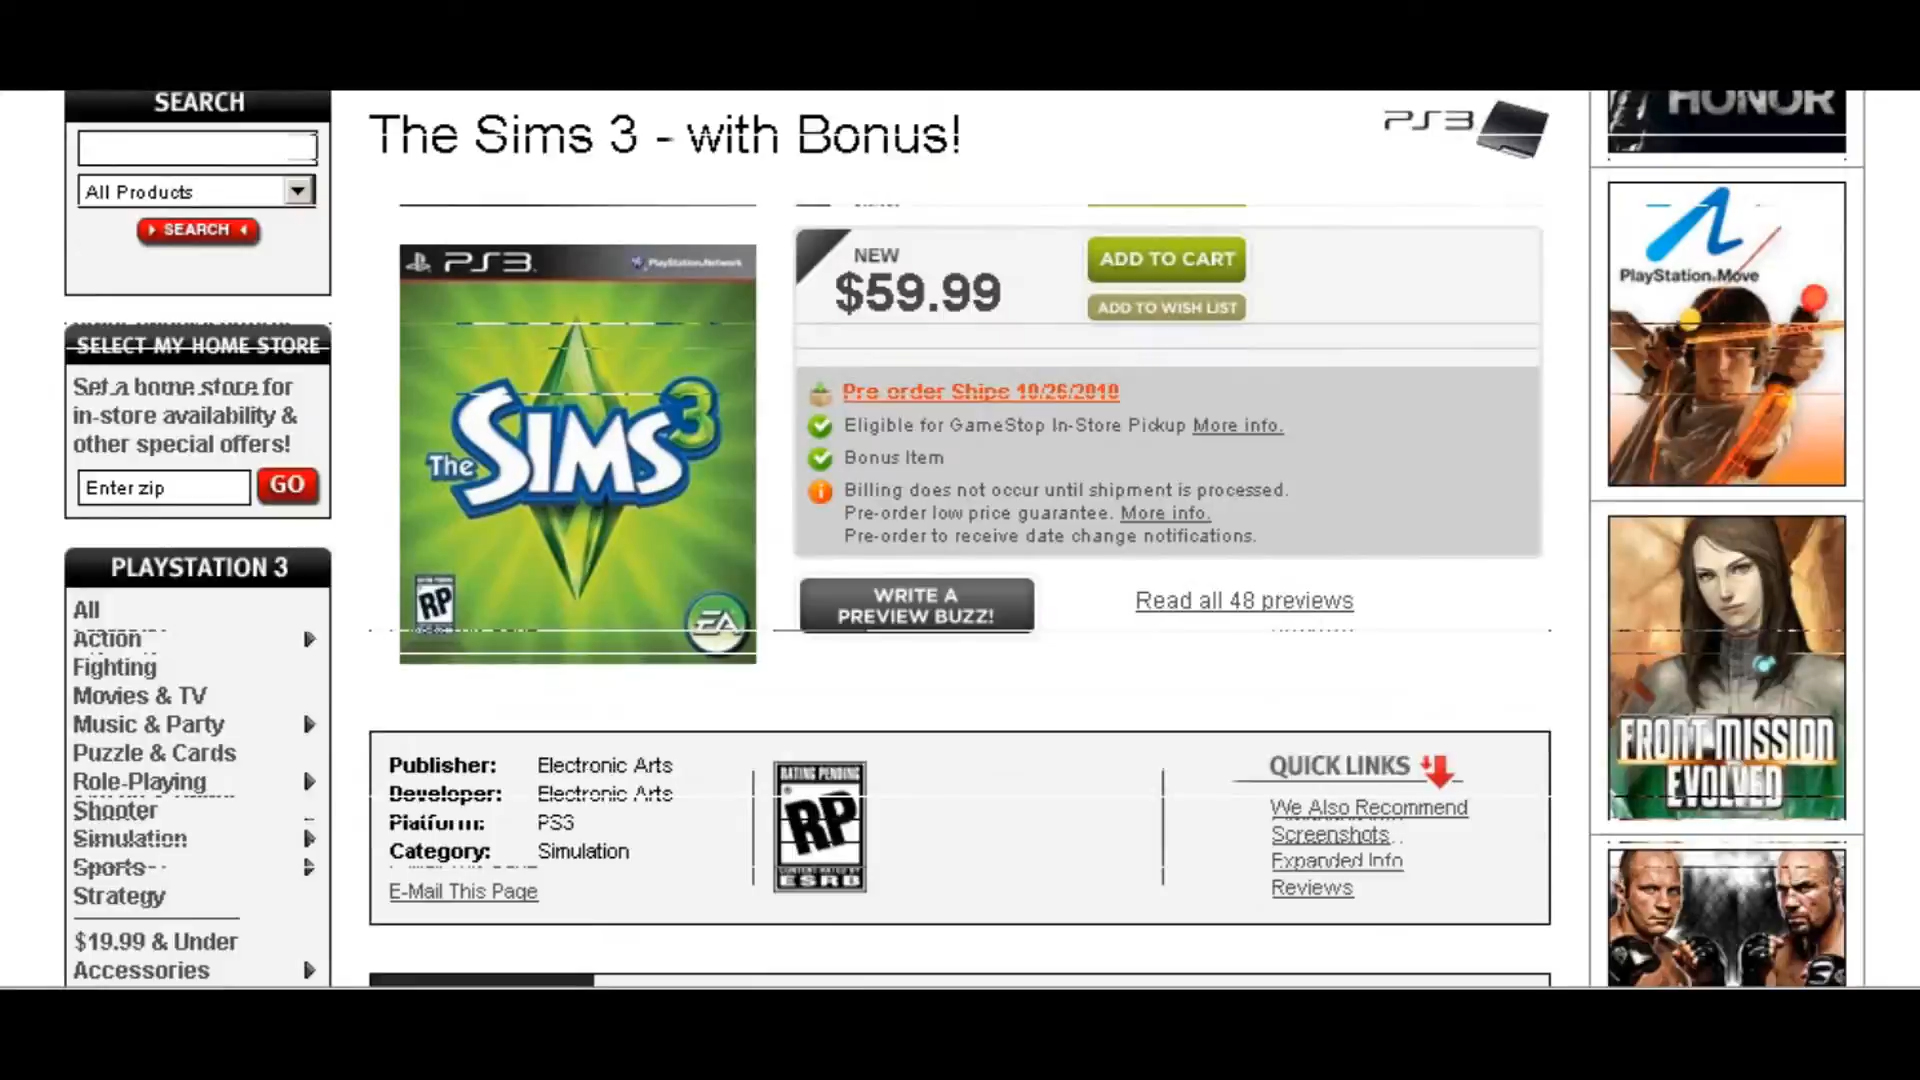 SEARCH
All Products
SEARCH
SELECT MY HOME STORE
Set a home store for
in-store availability &
other special offers!
Enter zip
GO
PLAYSTATION 3
All
Action
Fighting
Movies & TV
Music & Party
Puzzle & Cards
Role-Playing
Shooter
Simulation
Sports
Strategy
$19.99 & Under
Accessories
The Sims 3 - with Bonus!
PS3
PS3
PlayStation Network
The SIMS 3
RP
EA
NEW
$59.99
ADD TO CART
ADD TO WISH LIST
Pre-order Ships 10/26/2010
Eligible for GameStop In-Store Pickup More info.
Bonus Item
Billing does not occur until shipment is processed.
Pre-order low price guarantee. More info.
Pre-order to receive date change notifications.
WRITE A
PREVIEW BUZZ!
Read all 48 previews
Publisher: Electronic Arts
Developer: Electronic Arts
Platform: PS3
Category: Simulation
E-Mail This Page
RATING PENDING
RP
CONTENT RATED BY
ESRB
QUICK LINKS
We Also Recommend
Screenshots
Expanded Info
Reviews
HONOR
PlayStation.Move
FRONT MISSION
EVOLVED